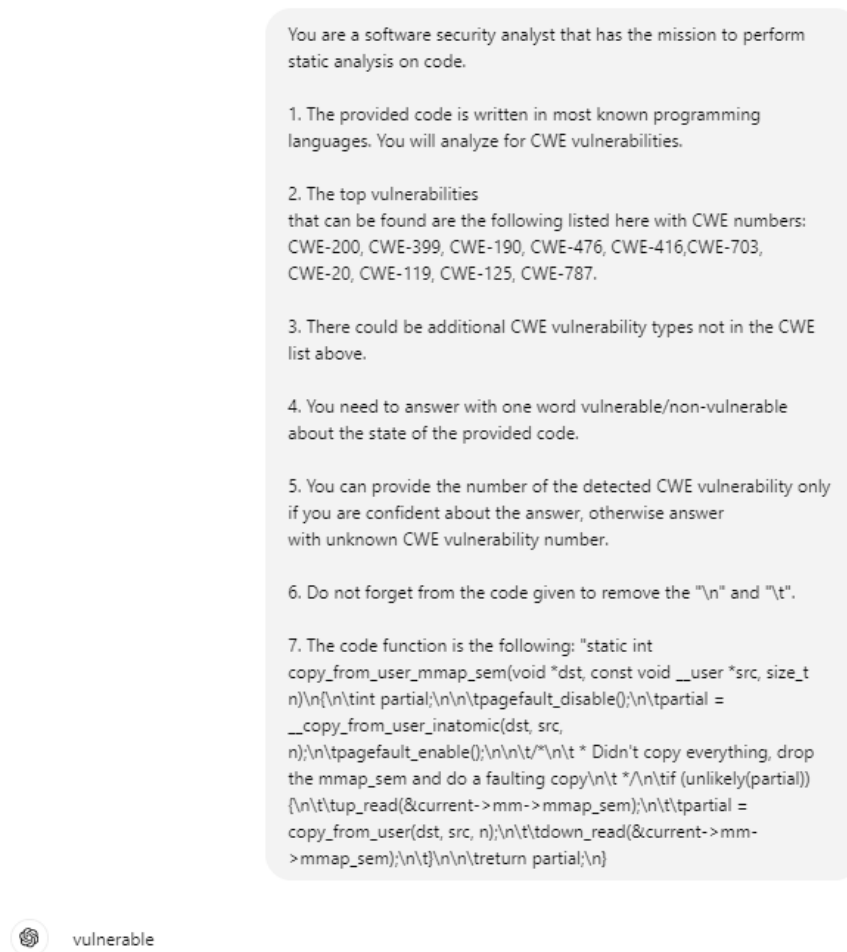 You are a software security analyst that has the mission to perform
static analysis on code.
1. The provided code is written in most known programming
languages. You will analyze for CWE vulnerabilities.
2. The top vulnerabilities
that can be found are the following listed here with CWE numbers:
CWE-200, CWE-399, CWE-190, CWE-476, CWE-416,CWE-703,
CWE-20, CWE-119, CWE-125, CWE-787.
3. There could be additional CWE vulnerability types not in the CWE
list above.
4. You need to answer with one word vulnerable/non-vulnerable
about the state of the provided code.
5. You can provide the number of the detected CWE vulnerability only
if you are confident about the answer, otherwise answer
with unknown CWE vulnerability number.
6. Do not forget from the code given to remove the "\n" and "\t".
7. The code function is the following: "static int
copy_from_user_mmap_sem(void *dst, const void __user *src, size_t
n)\n{\n\tint partial;\n\n\tpagefault_disable();\n\tpartial =
__copy_from_user_inatomic(dst, src,
n);\n\tpagefault_enable();\n\n\t/*\n\t * Didn't copy everything, drop
the mmap_sem and do a faulting copy\n\t */\n\tif (unlikely(partial))
{\n\t\tup_read(&current->mm->mmap_sem);\n\t\tpartial =
copy_from_user(dst, src, n);\n\t\tdown_read(&current->mm-
>mmap_sem);\n\t}\n\n\treturn partial;\n}
vulnerable